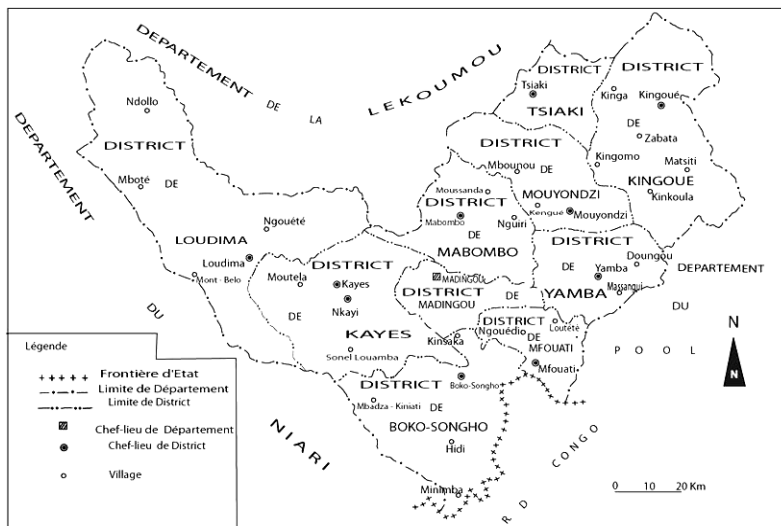 DEPARTEMENT
DE LA
LEKOUMOU
DEPARTEMENT
DU
NIARI
DISTRICT
Tsiaki
TSIAKI
DISTRICT
Kinga
Kingoué
DE
Zabata
Matsiti
KINGOUE
Kinkoula
Kingomo
Ndollo
DISTRICT
Mboté
DE
Ngouété
LOUDIMA
Loudima
Mont - Belo
DISTRICT
Mbounou
DE
MOUYONDZI
Kengué
Mouyondzi
Moussanda
DISTRICT
Mabombo
Nguiri
DE
MABOMBO
DISTRICT
Doungou
DE
Yamba
YAMBA
Massangui
DEPARTEMENT
DU
POOL
DISTRICT
Moutela
Kayes
DE
Nkayi
KAYES
Sonel Louamba
MADINGOU
DISTRICT
DE
MADINGOU
Kinsaka
DISTRICT
Loutété
Ngouédio
DE
MFOUATI
Mfouati
DISTRICT
Boko-Songho
Mbadza - Kiniati
DE
BOKO-SONGHO
Hidi
Minimba
RD CONGO
N
N
0 10 20 Km
Légende
Frontière d'Etat
Limite de Département
Limite de District
Chef-lieu de Département
Chef-lieu de District
Village